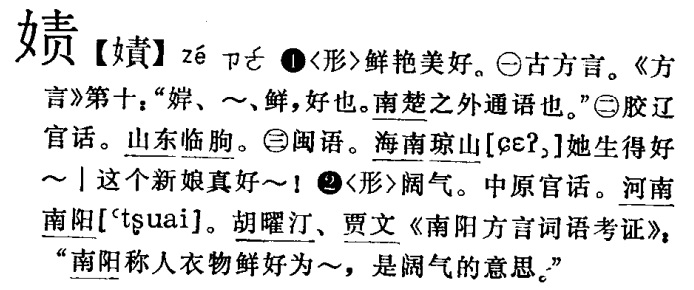 婧【嫧】zé ㄗㄜˊ ❶〈形〉鲜艳美好。㊀古方言。《方
言》第十：“㛃、～、鲜，好也。南楚之外通语也。”㊁胶辽
官话。山东临朐。㊂闽语。海南琼山[ɕɛʔ₂]她生得好
～｜这个新娘真好～！❷〈形〉阔气。中原官话。河南
南阳[ʿtʂuai]。胡曜汀、贾文《南阳方言词语考证》：
“南阳称人衣物鲜好为～，是阔气的意思。”